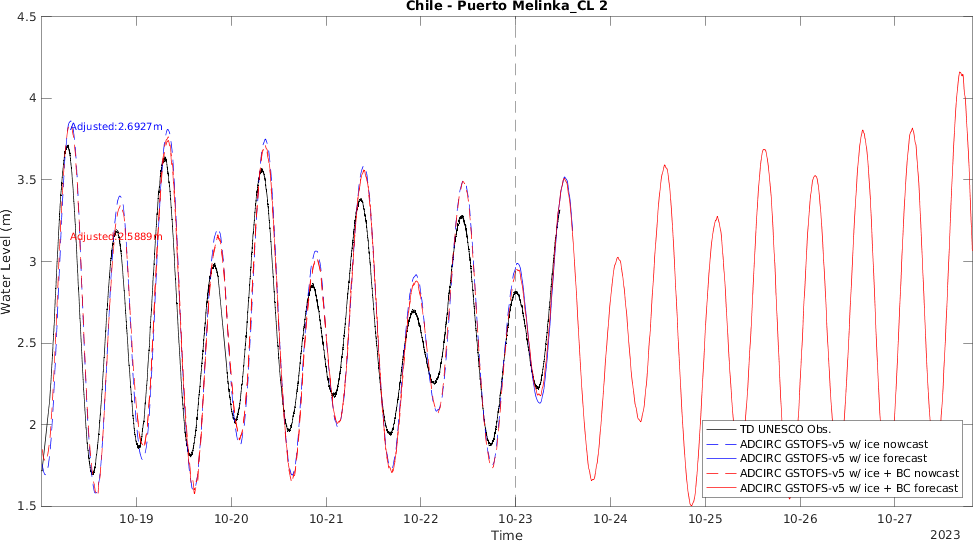 Chile - Puerto Melinka_CL 2
4.5
4
3.5
3
2.5
2
1.5
Water Level (m)
Adjusted:2.6927m
Adjusted:2.5889m
TD UNESCO Obs.
ADCIRC GSTOFS-v5 w/ ice nowcast
ADCIRC GSTOFS-v5 w/ ice forecast
ADCIRC GSTOFS-v5 w/ ice + BC nowcast
ADCIRC GSTOFS-v5 w/ ice + BC forecast
10-19 10-20 10-21 10-22 10-23 10-24 10-25 10-26 10-27
Time
2023